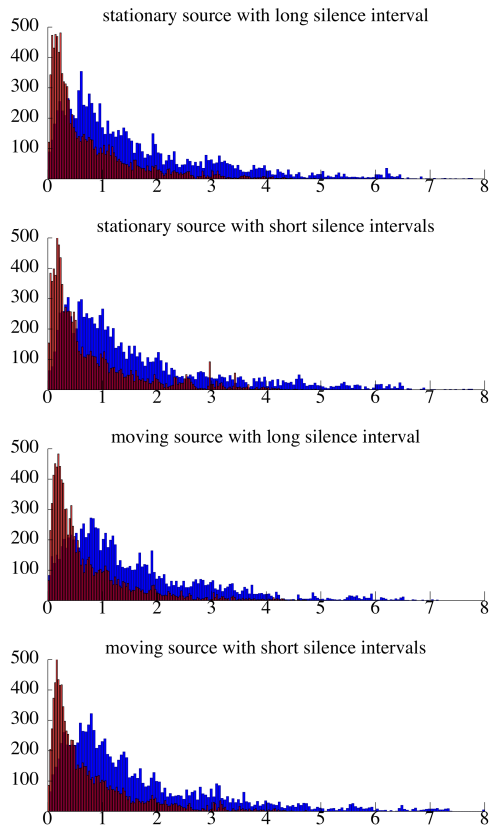 stationary source with long silence interval
500
400
300
200
100
0 1 2 3 4 5 6 7 8
stationary source with short silence intervals
500
400
300
200
100
0 1 2 3 4 5 6 7 8
moving source with long silence interval
500
400
300
200
100
0 1 2 3 4 5 6 7 8
moving source with short silence intervals
500
400
300
200
100
0 1 2 3 4 5 6 7 8